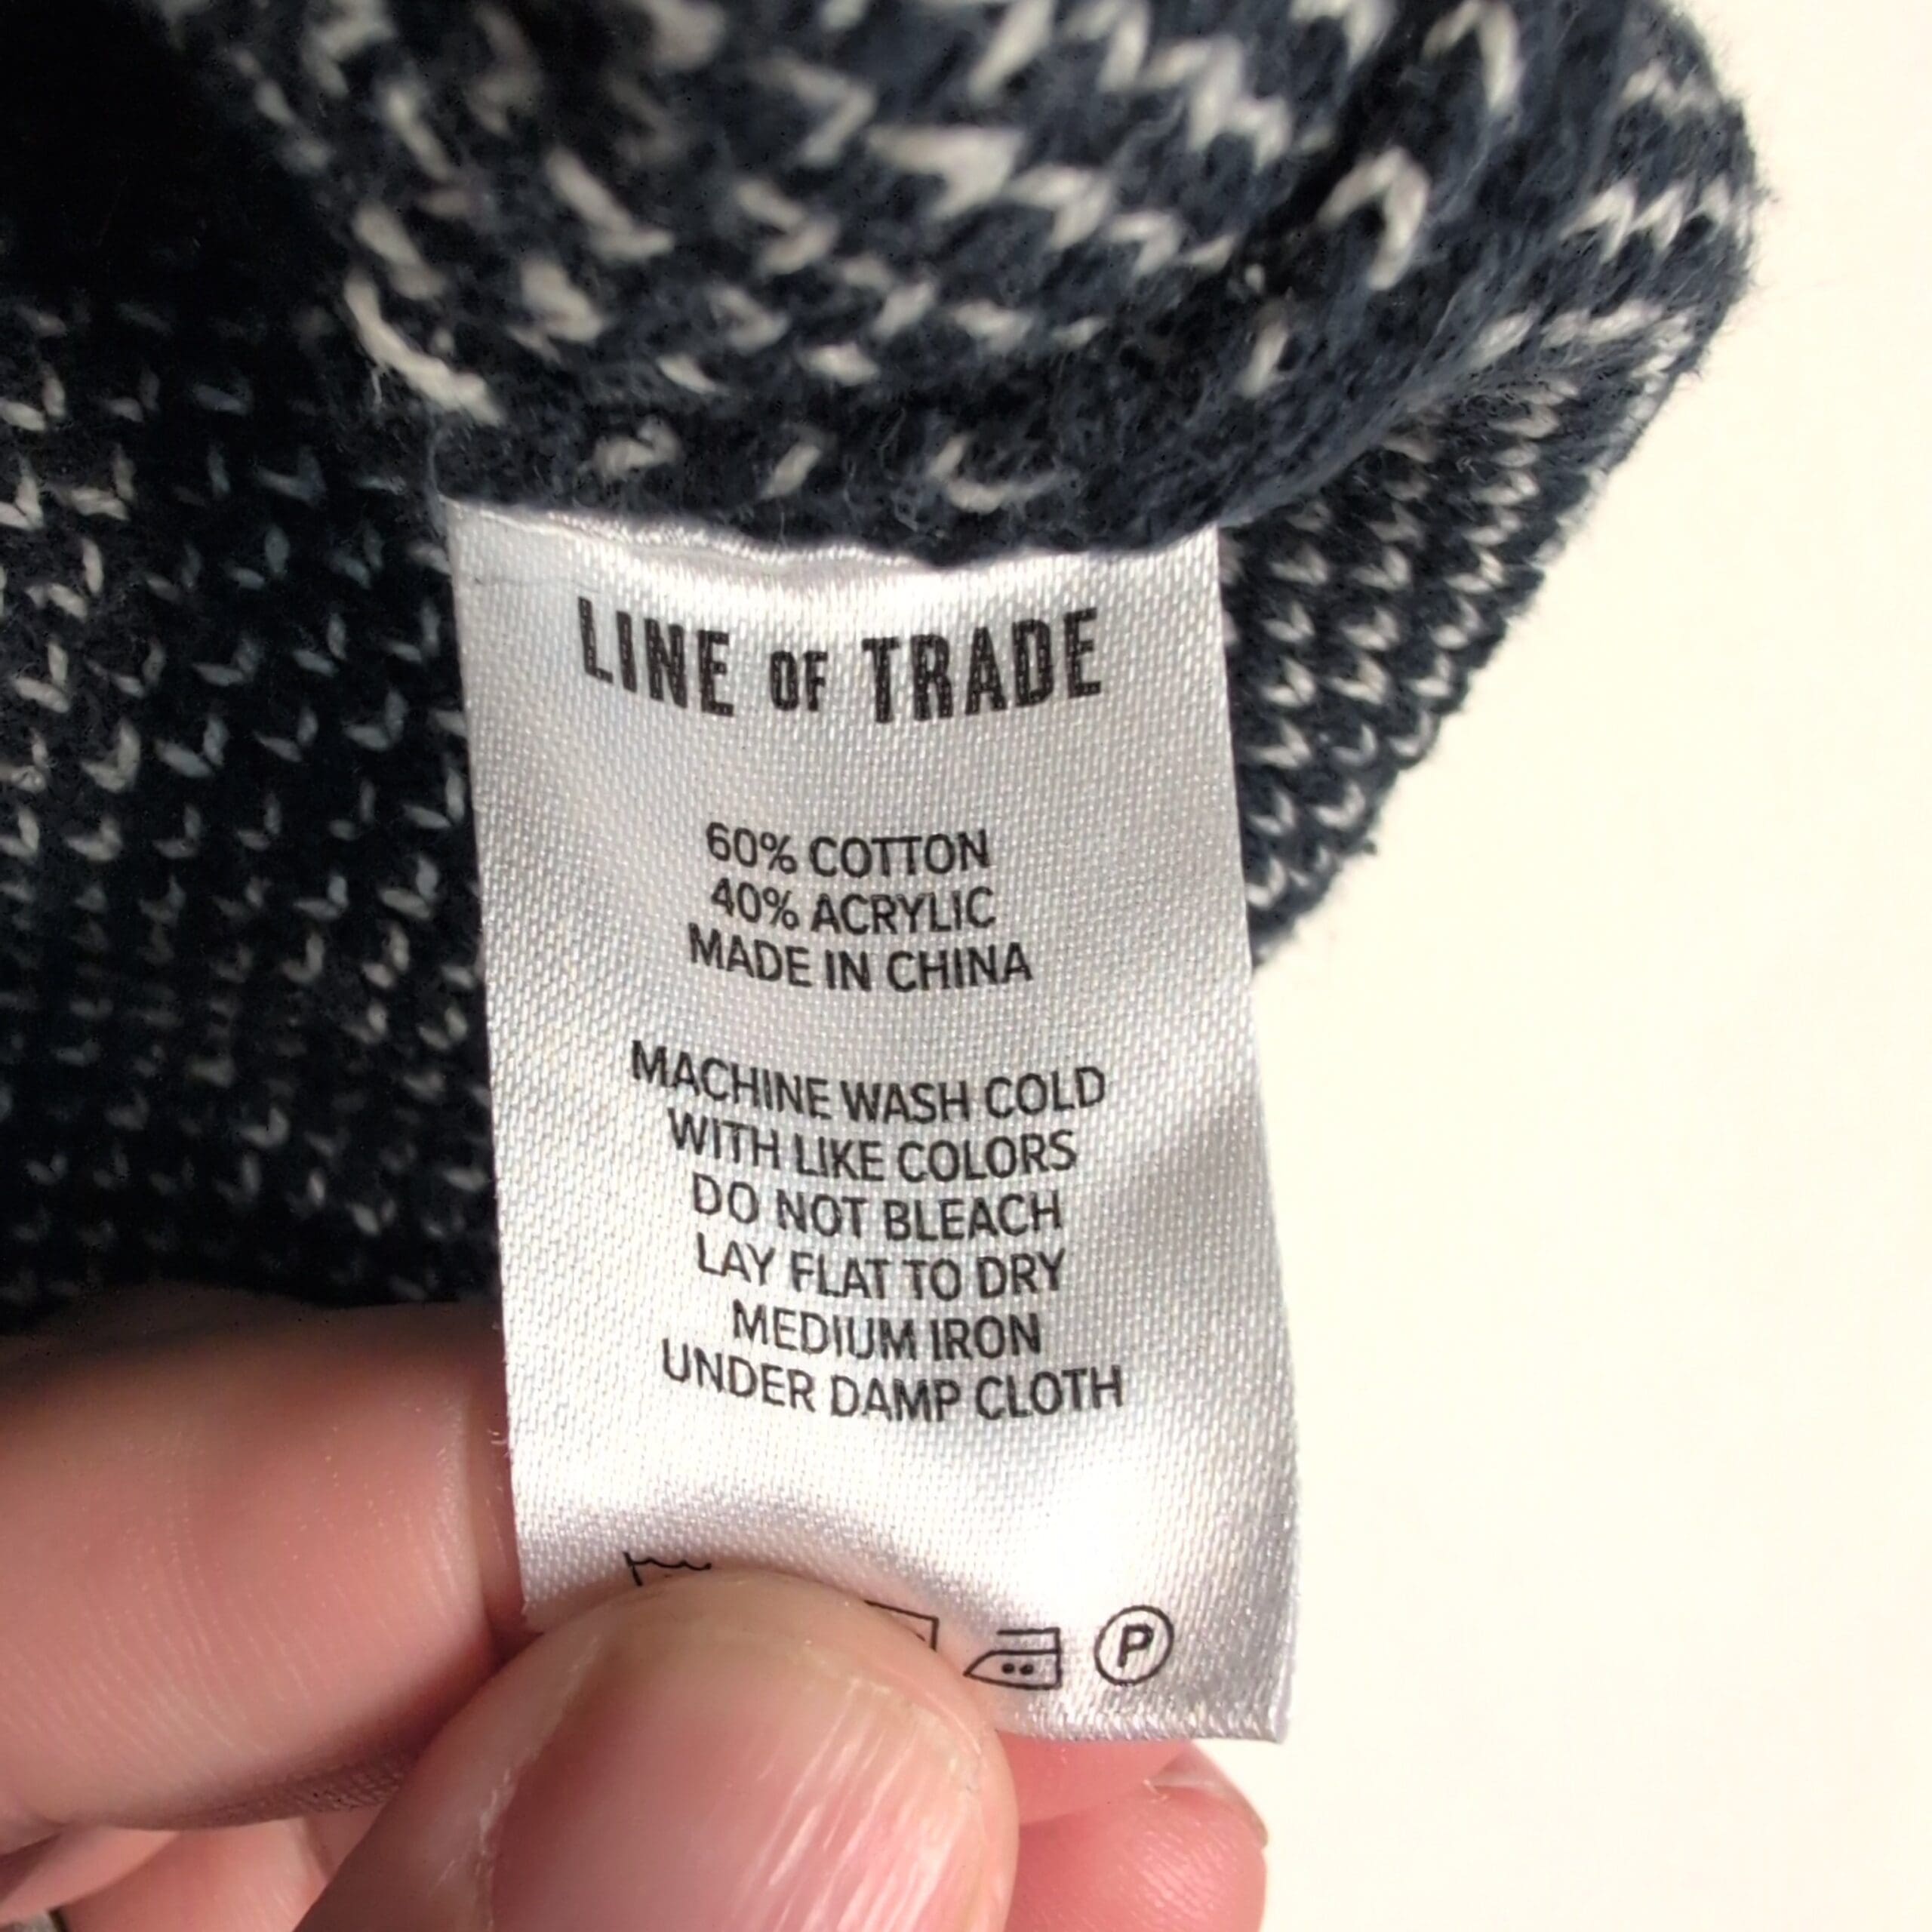 LINE OF TRADE
60% COTTON
40% ACRYLIC
MADE IN CHINA
MACHINE WASH COLD
WITH LIKE COLORS
DO NOT BLEACH
LAY FLAT TO DRY
MEDIUM IRON
UNDER DAMP CLOTH
P